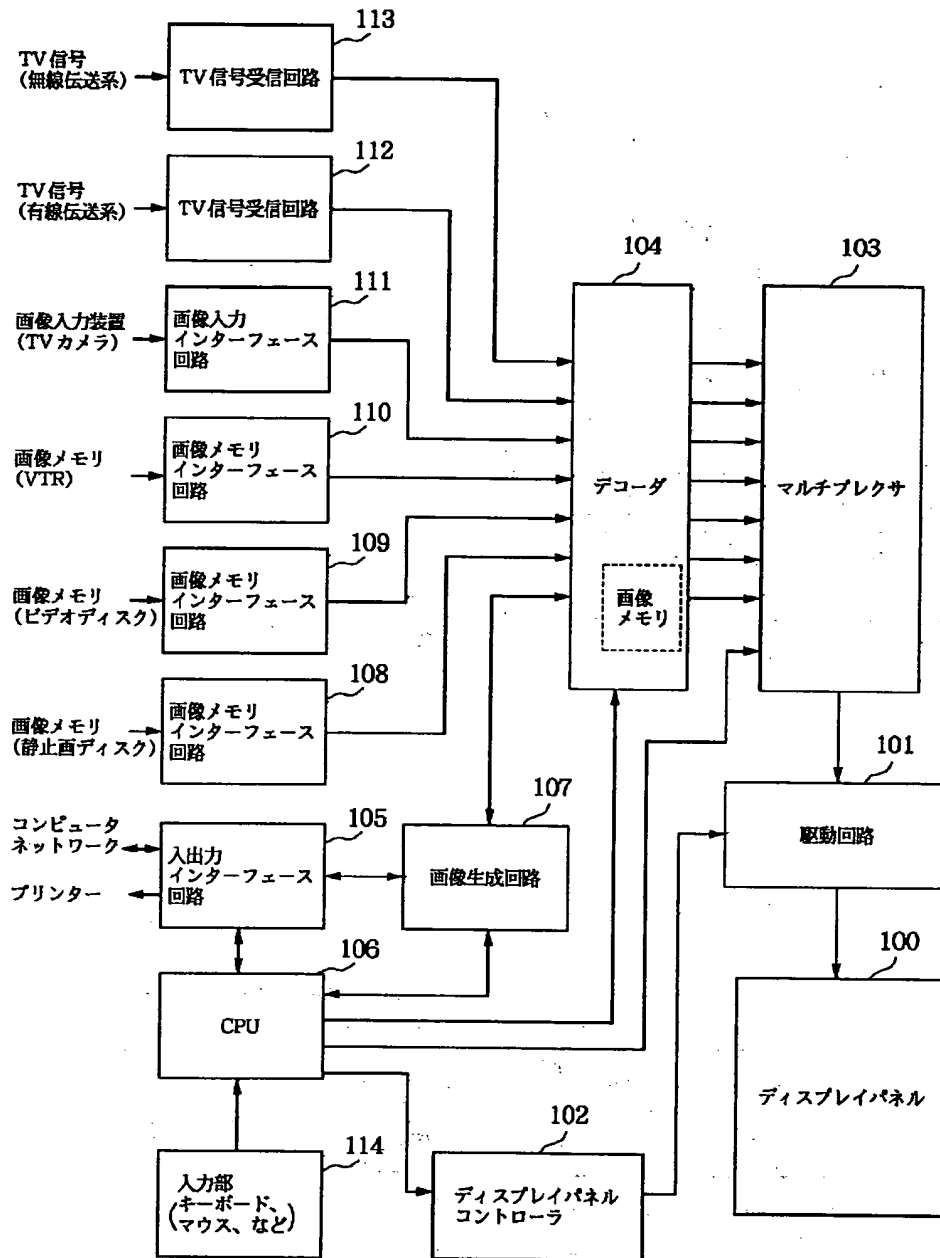 113
TV信号
(無線伝送系)
TV信号受信回路
112
TV信号
(有線伝送系)
TV信号受信回路
104
103
111
画像入力装置
(TVカメラ)
画像入力
インターフェース
回路
110
画像メモリ
(VTR)
画像メモリ
インターフェース
回路
デコーダ
マルチプレクサ
109
画像メモリ
(ビデオディスク)
画像メモリ
インターフェース
回路
画像
メモリ
108
画像メモリ
(静止画ディスク)
画像メモリ
インターフェース
回路
101
107
105
コンピュータ
ネットワーク
プリンター
入出力
インターフェース
回路
画像生成回路
駆動回路
106
100
CPU
ディスプレイパネル
102
114
入力部
(キーボード、
マウス、など)
ディスプレイパネル
コントローラ